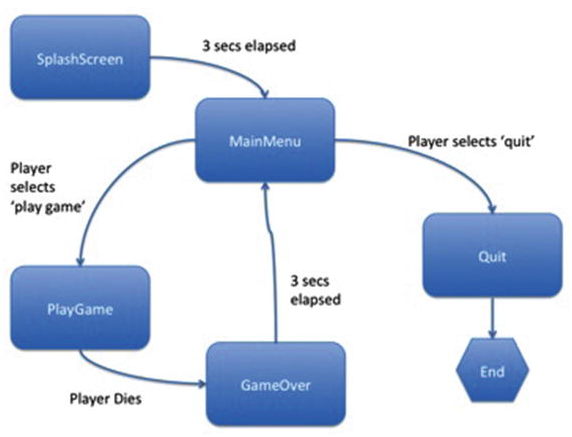 SplashScreen
3 secs elapsed
MainMenu
Player selects 'quit'
Player
selects
'play game'
Quit
3 secs
elapsed
PlayGame
GameOver
End
Player Dies